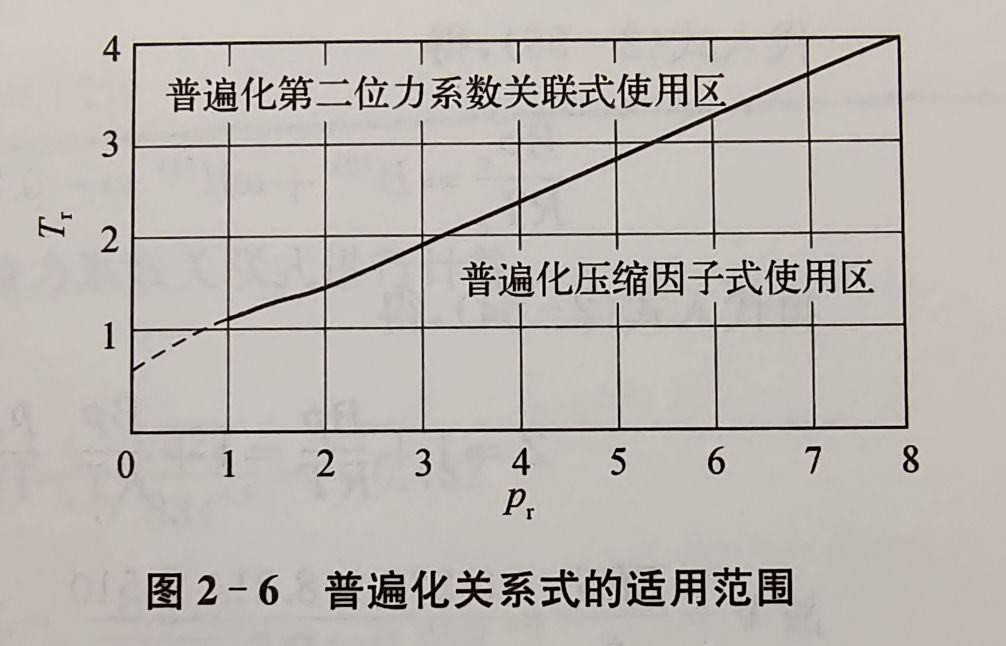 4
普遍化第二位力系数关联式使用区
3
T_r
2
普遍化压缩因子式使用区
1
0 1 2 3 4 5 6 7 8
p_r
图 2-6 普遍化关系式的适用范围